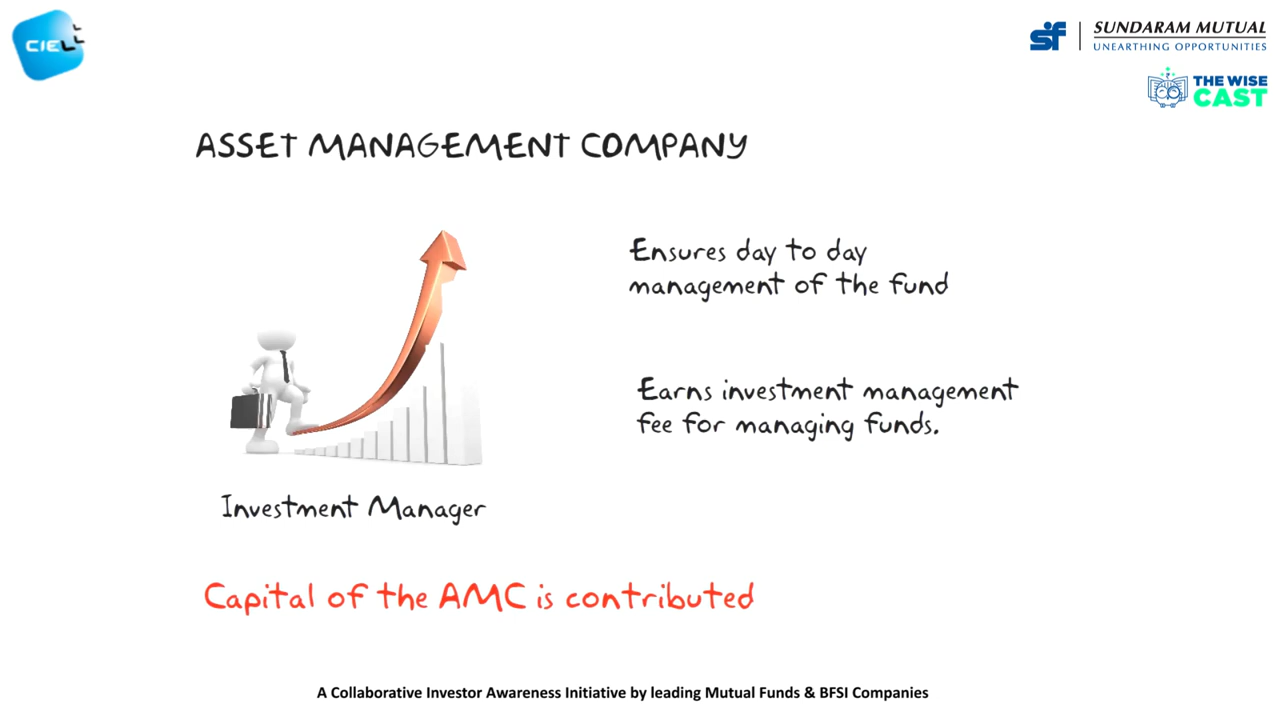 CIELL
SUNDARAM MUTUAL
UNEARTHING OPPORTUNITIES
THE WISE
CAST
ASSET MANAGEMENT COMPANY
Ensures day to day
management of the fund
Earns investment management
fee for managing funds.
Investment Manager
Capital of the AMC is contributed
A Collaborative Investor Awareness Initiative by leading Mutual Funds & BFSI Companies